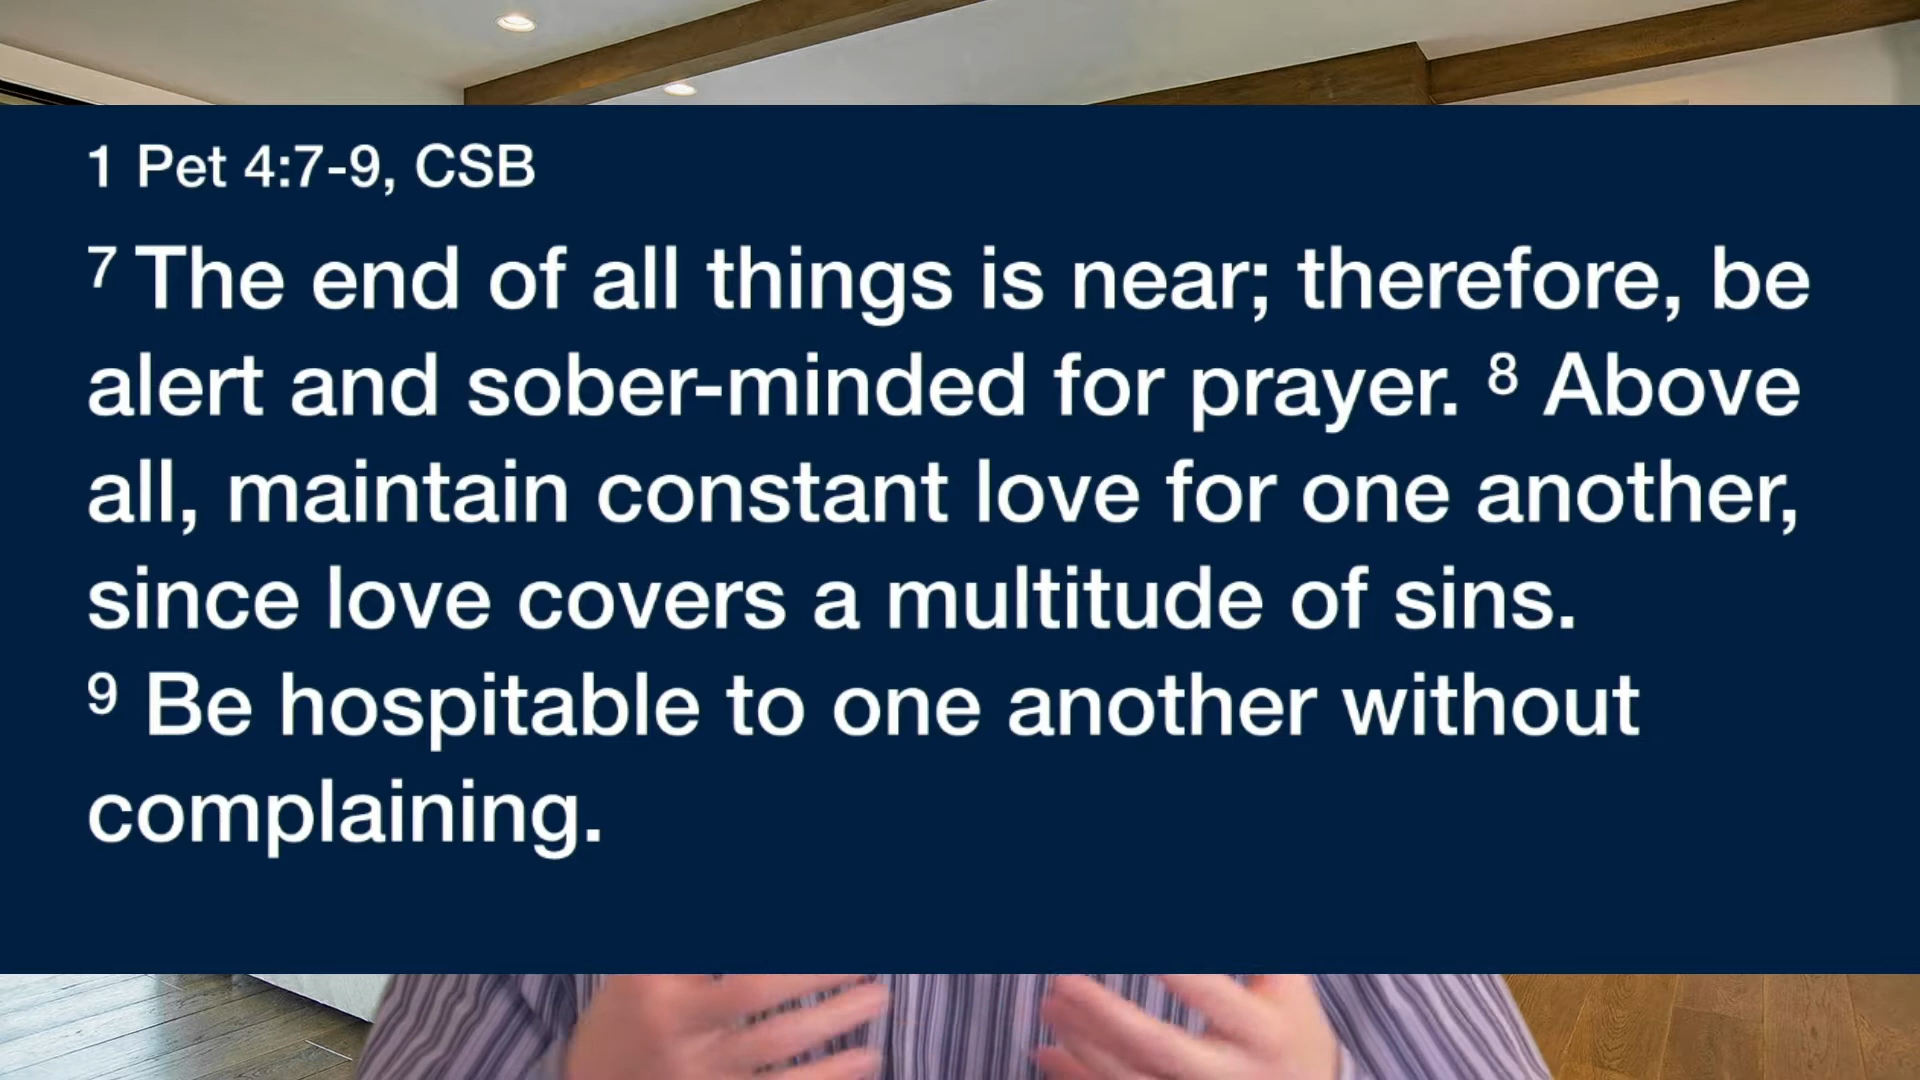 1 Pet 4:7-9, CSB
7 The end of all things is near; therefore, be
alert and sober-minded for prayer. 8 Above
all, maintain constant love for one another,
since love covers a multitude of sins.
9 Be hospitable to one another without
complaining.